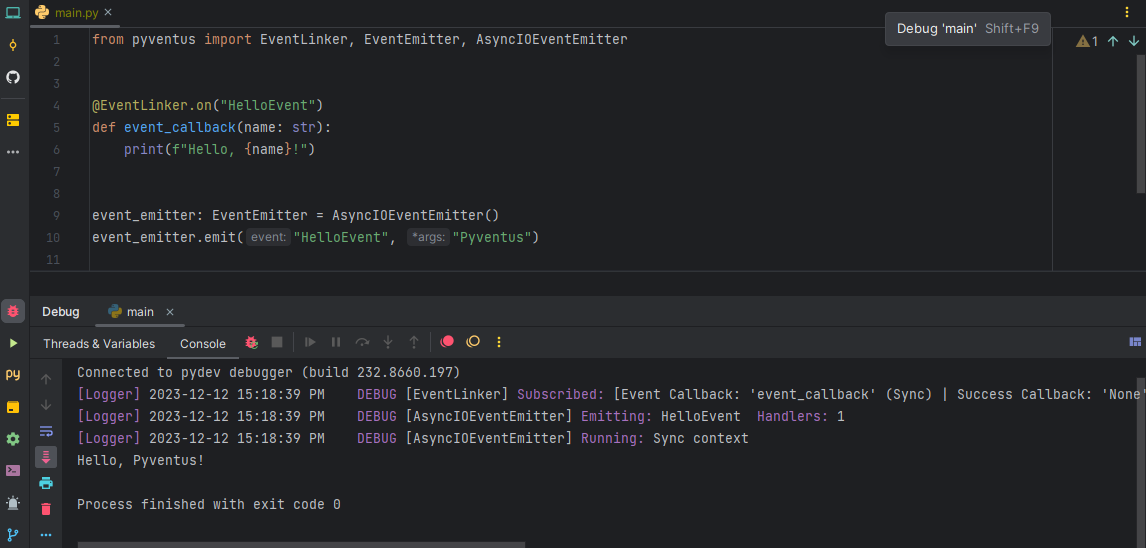 main.py
Debug 'main' Shift+F9
1 from pyventus import EventLinker, EventEmitter, AsyncIOEventEmitter
1
2
3
4 @EventLinker.on("HelloEvent")
5 def event_callback(name: str):
6 print(f"Hello, {name}!")
7
8
9 event_emitter: EventEmitter = AsyncIOEventEmitter()
10 event_emitter.emit( event: "HelloEvent", *args: "Pyventus")
11
Debug main
Threads & Variables Console
Connected to pydev debugger (build 232.8660.197)
[Logger] 2023-12-12 15:18:39 PM DEBUG [EventLinker] Subscribed: [Event Callback: 'event_callback' (Sync) | Success Callback: 'None'
[Logger] 2023-12-12 15:18:39 PM DEBUG [AsyncIOEventEmitter] Emitting: HelloEvent Handlers: 1
[Logger] 2023-12-12 15:18:39 PM DEBUG [AsyncIOEventEmitter] Running: Sync context
Hello, Pyventus!
Process finished with exit code 0
py